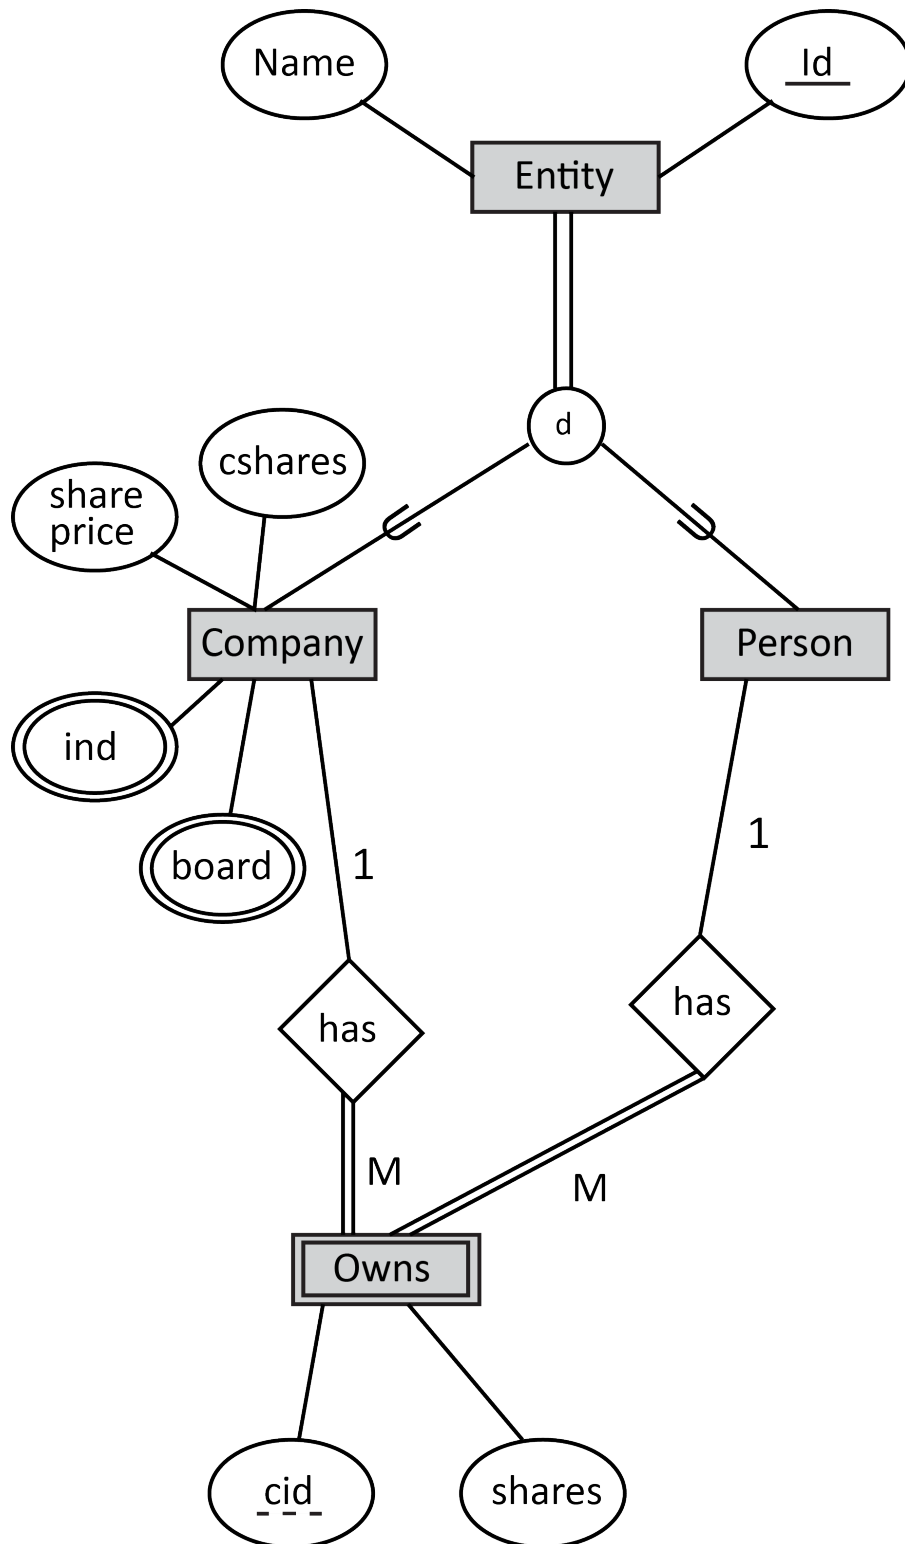 Name
Id
Entity
d
cshares
share
price
Company
Person
ind
board
1
1
has
has
M
M
Owns
cid
shares